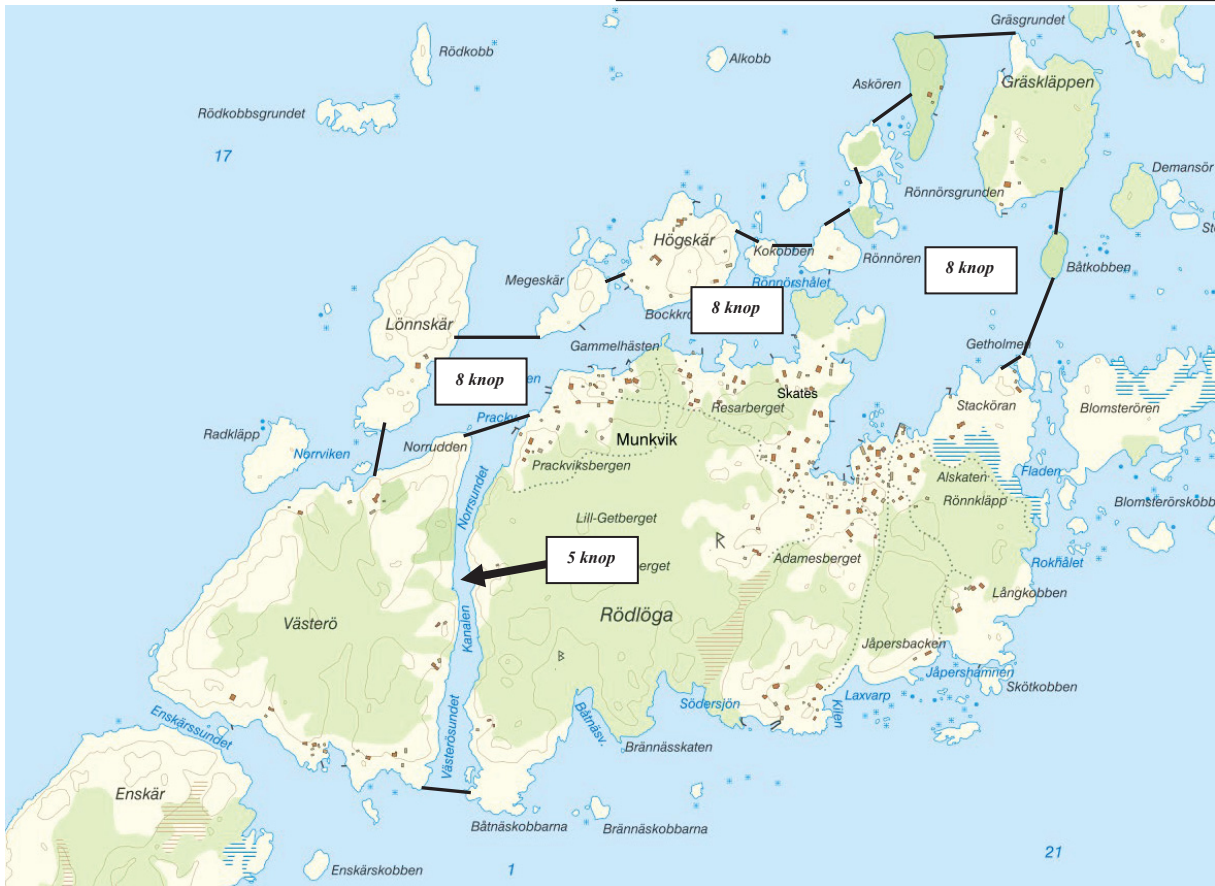 Gräsgrundet
Rödkobb
Alkobb
Askören
Gräskläppen
Rödkobbsgrundet
17
Demansör
Rönnörsgrunden
Högskär
Kokobben
Rönnören
8 knop
Båtkobben
Megeskär
Rönnörshålet
8 knop
Lönnskär
Gammelhästen
Getholmen
8 knop
Skates
Resarberget
Stacköran
Blomsterören
Radkläpp
Norrviken
Norrudden
Munkvik
Prackviksbergen
Alskaten
Fladen
Rönnkläpp
Blomsterörskobb
Norrsundet
Lill-Getberget
5 knop
Adamesberget
Rokhålet
Långkobben
Västerö
Kanalen
Rödlöga
Jåpersbacken
Jåpershamnen
Skötkobben
Enskärssundet
Västerösundet
Båtnäsv.
Södersjön
Kilen
Laxvarp
Brännässkaten
Enskär
Båtnäskobbarna
Brännäskobbarna
Enskärskobben
1
21